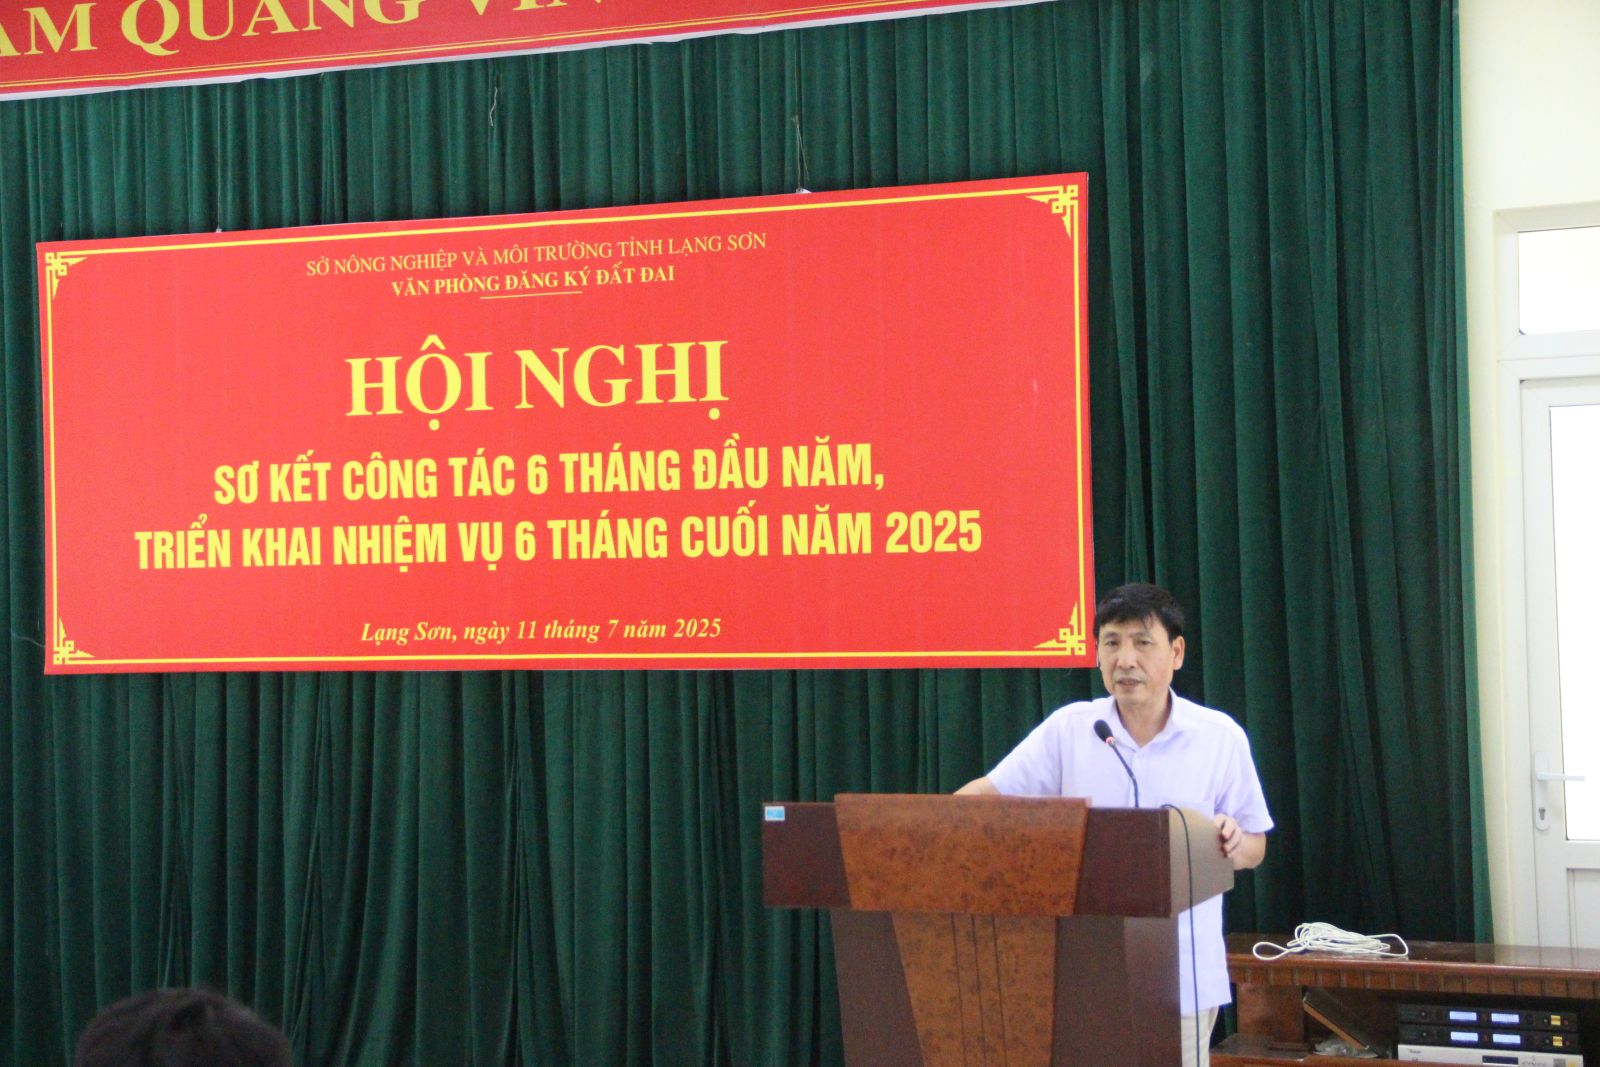 AM QUANG VIN
SỞ NÔNG NGHIỆP VÀ MÔI TRƯỜNG TỈNH LẠNG SƠN
VĂN PHÒNG ĐĂNG KÝ ĐẤT ĐAI
HỘI NGHỊ
SƠ KẾT CÔNG TÁC 6 THÁNG ĐẦU NĂM,
TRIỂN KHAI NHIỆM VỤ 6 THÁNG CUỐI NĂM 2025
Lạng Sơn, ngày 11 tháng 7 năm 2025